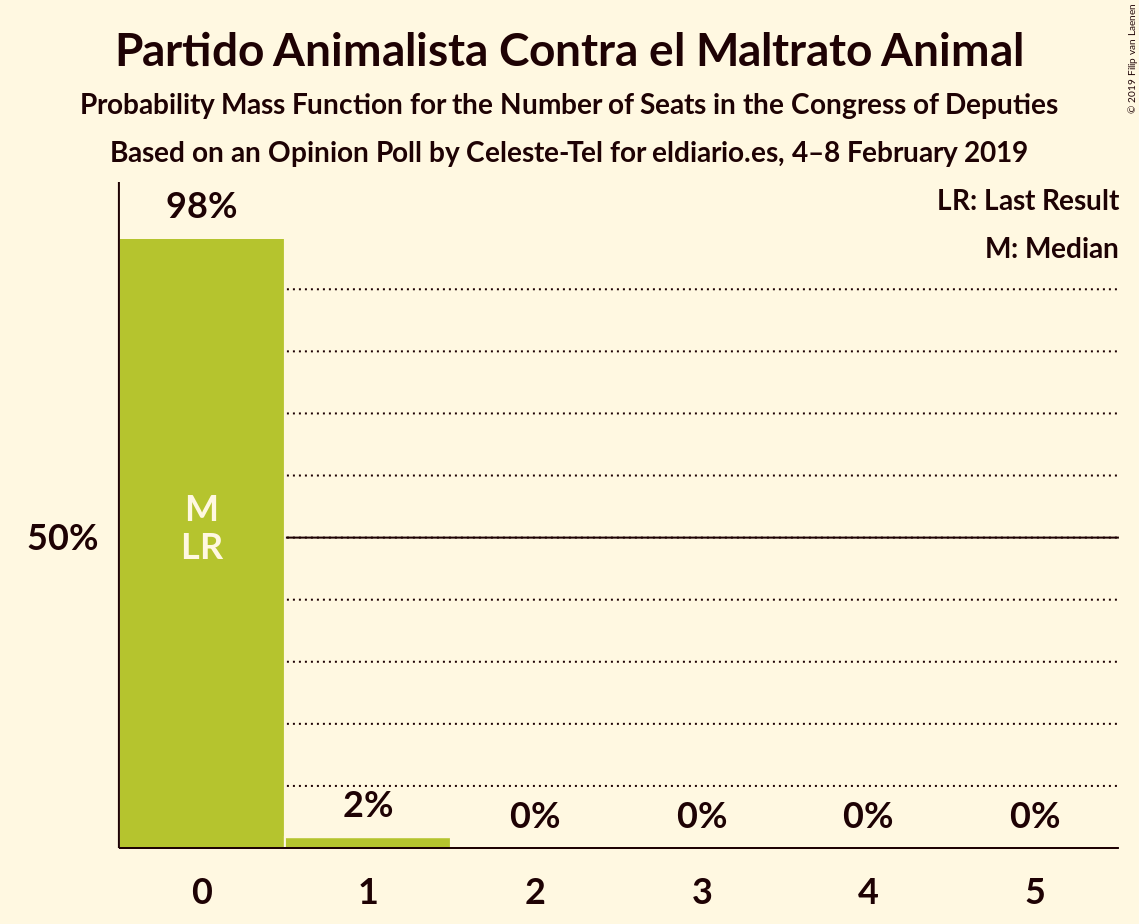 Partido Animalista Contra el Maltrato Animal
Probability Mass Function for the Number of Seats in the Congress of Deputies
Based on an Opinion Poll by Celeste-Tel for eldiario.es, 4–8 February 2019
© 2019 Filip van Laenen
LR: Last Result
M: Median
98%
M
LR
50%
2%
0%
0%
0%
0%
0
1
2
3
4
5